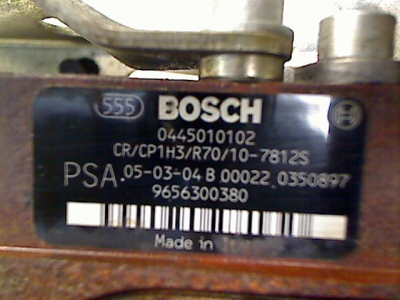 555 BOSCH
0445010102
CR/CP1H3/R70/10-7812S
PSA 05-03-04 B 00022 0350897
9656300380
Made in